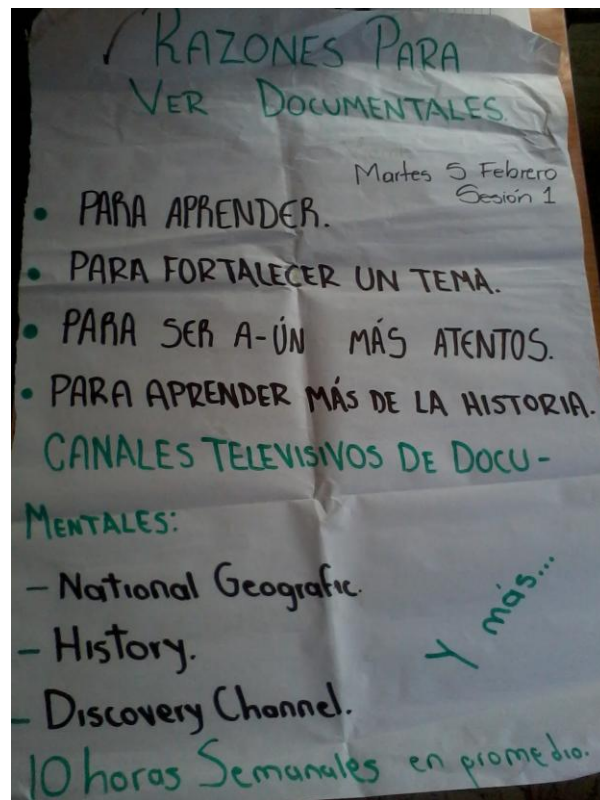 RAZONES PARA
VER DOCUMENTALES.
Martes 5 Febrero
Sesión 1
• PARA APRENDER.
• PARA FORTALECER UN TEMA.
• PARA SER A-ÚN MÁS ATENTOS.
• PARA APRENDER MÁS DE LA HISTORIA.
CANALES TELEVISIVOS DE DOCU-
MENTALES:
- National Geografic.
- History.
- Discovery Channel.
Y más...
10 horas Semanales en promedio.